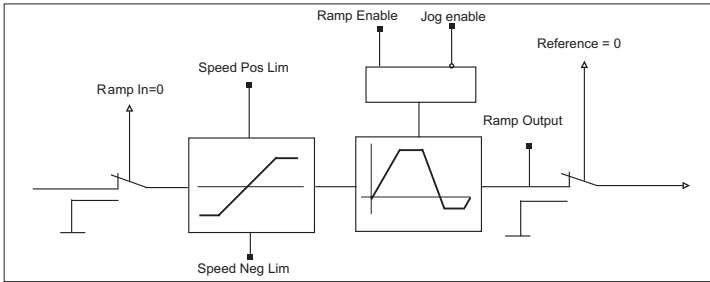 Ramp Enable
Jog enable
Reference = 0
Speed Pos Lim
Ramp In=0
Ramp Output
Speed Neg Lim